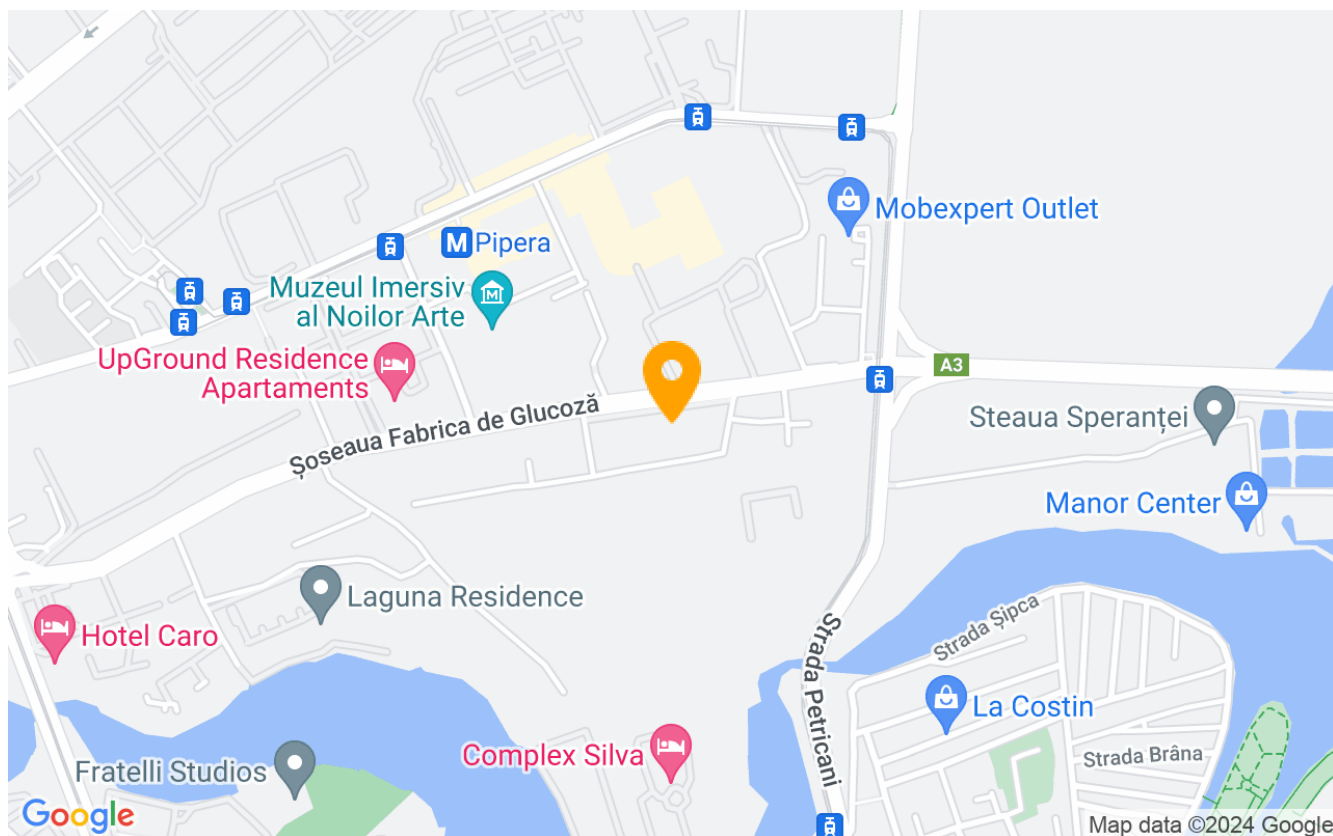 Mobexpert Outlet
M Pipera
Muzeul Imersiv
al Noilor Arte
UpGround Residence
Apartaments
A3
Șoseaua Fabrica de Glucoză
Steaua Speranței
Manor Center
Laguna Residence
Strada Șipca
Hotel Caro
Strada Petricani
La Costin
Complex Silva
Strada Brâna
Fratelli Studios
Google
Map data ©2024 Google